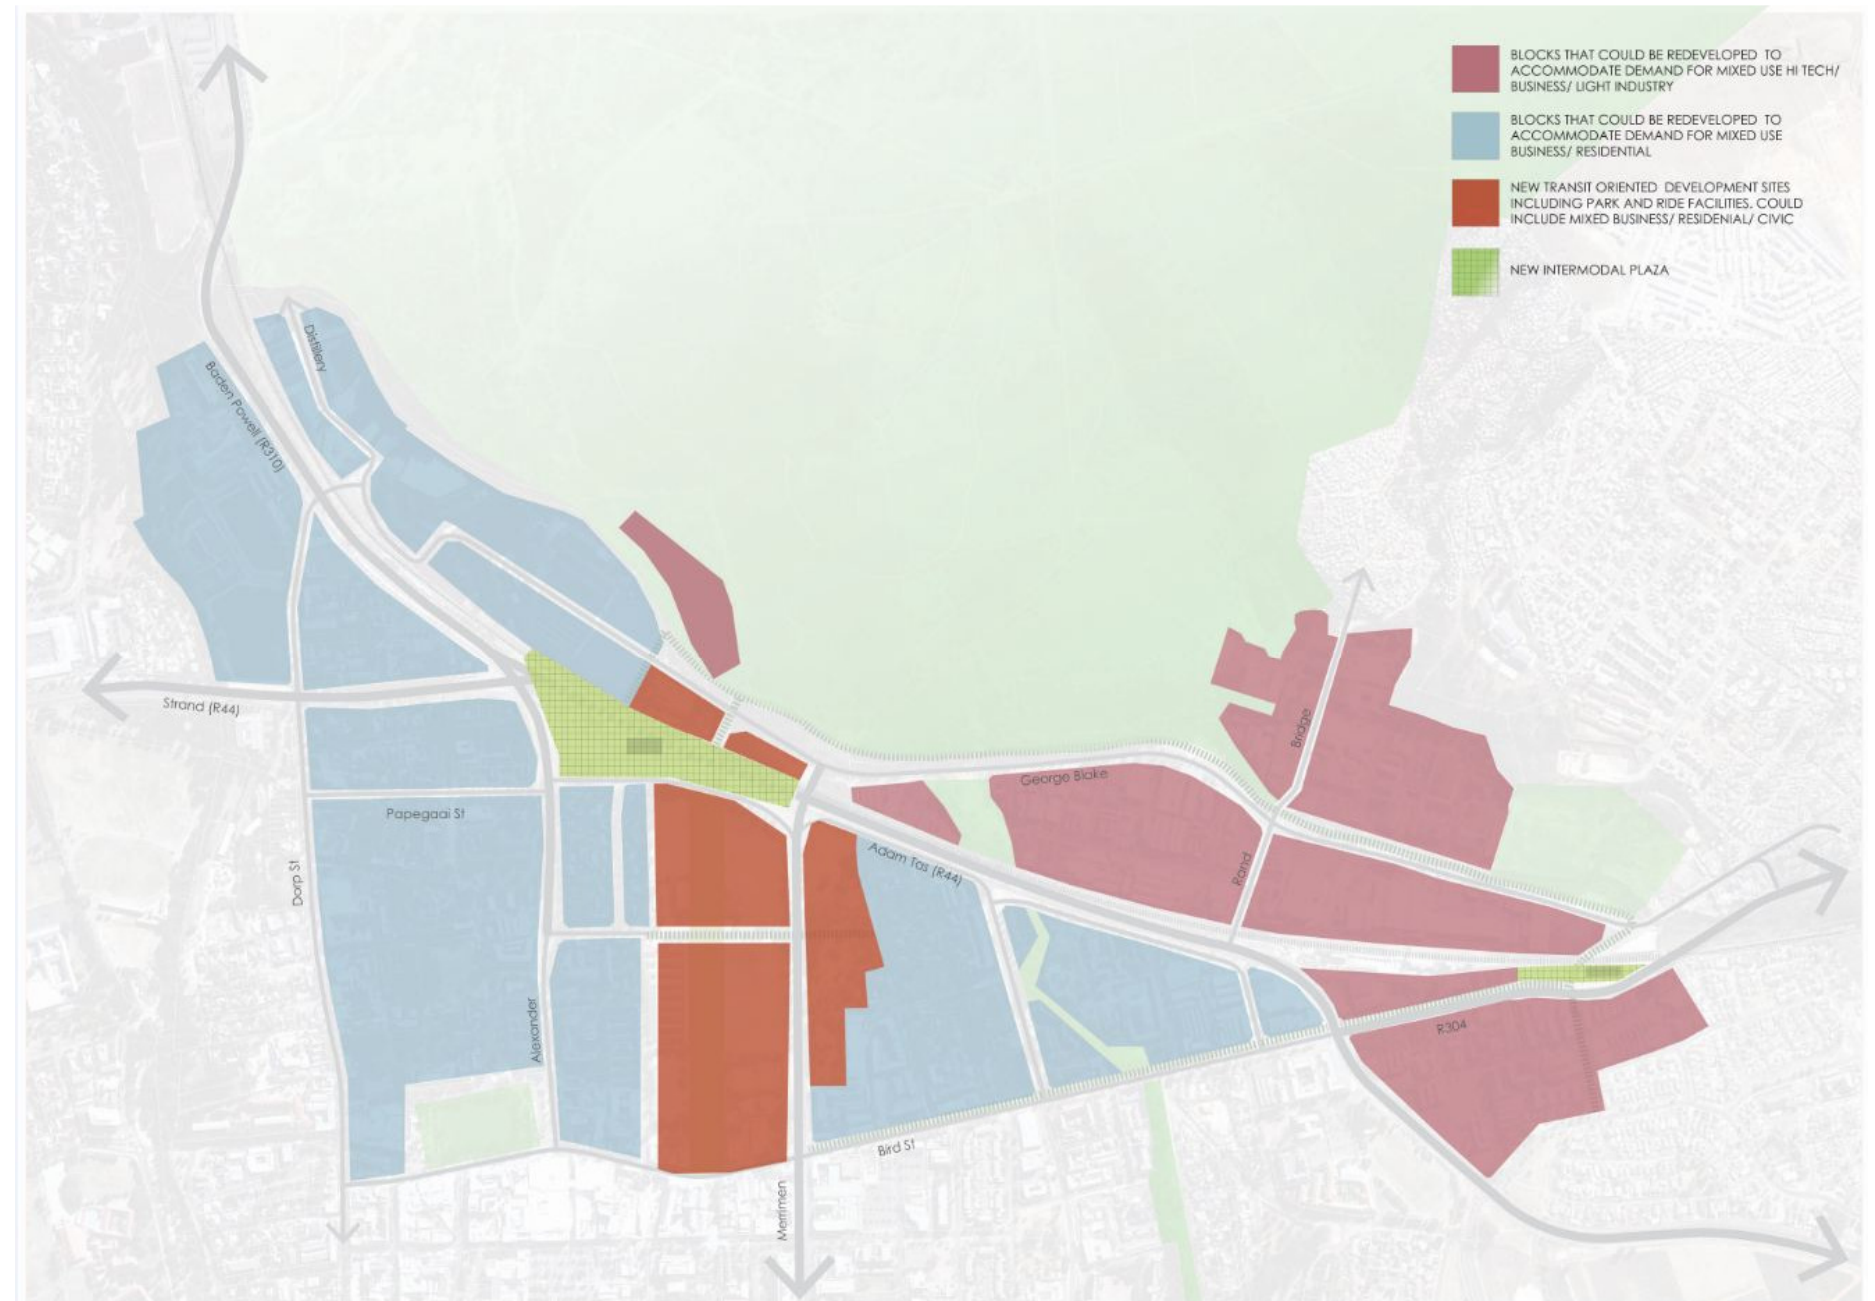 BLOCKS THAT COULD BE REDEVELOPED TO
ACCOMMODATE DEMAND FOR MIXED USE HI TECH/
BUSINESS/ LIGHT INDUSTRY
BLOCKS THAT COULD BE REDEVELOPED TO
ACCOMMODATE DEMAND FOR MIXED USE
BUSINESS/ RESIDENTIAL
NEW TRANSIT ORIENTED DEVELOPMENT SITES
INCLUDING PARK AND RIDE FACILITIES. COULD
INCLUDE MIXED BUSINESS/ RESIDENIAL/ CIVIC
NEW INTERMODAL PLAZA
Distillery
Baden Powell (R310)
Strand (R44)
Bridge
George Blake
Papegaai St
Adam Tas (R44)
Rand
Dorp St
Alexander
R304
Bird St
Merrimen